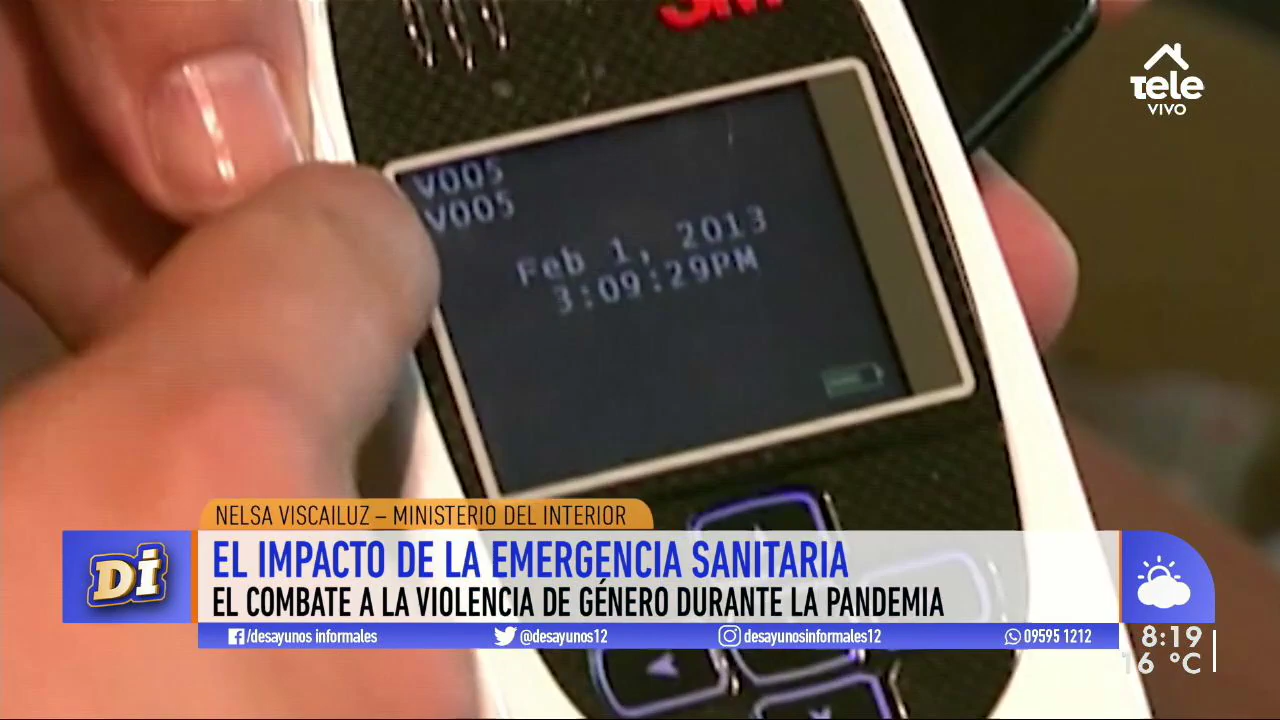 3M
tele
VIVO
V005
V005
Feb 1, 2013
3:09:29PM
NELSA VISCAILUZ – MINISTERIO DEL INTERIOR
Di
EL IMPACTO DE LA EMERGENCIA SANITARIA
EL COMBATE A LA VIOLENCIA DE GÉNERO DURANTE LA PANDEMIA
/desayunos informales
@desayunos12
desayunosinformales12
09595 1212
8:19
16 °C